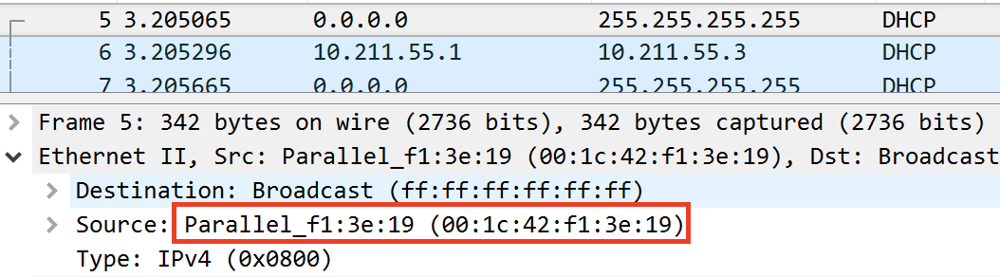 5 3.205065 0.0.0.0 255.255.255.255 DHCP
6 3.205296 10.211.55.1 10.211.55.3 DHCP
7 3.205665 0.0.0.0 255.255.255.255 DHCP
Frame 5: 342 bytes on wire (2736 bits), 342 bytes captured (2736 bits)
Ethernet II, Src: Parallel_f1:3e:19 (00:1c:42:f1:3e:19), Dst: Broadcast
Destination: Broadcast (ff:ff:ff:ff:ff:ff)
Source: Parallel_f1:3e:19 (00:1c:42:f1:3e:19)
Type: IPv4 (0x0800)